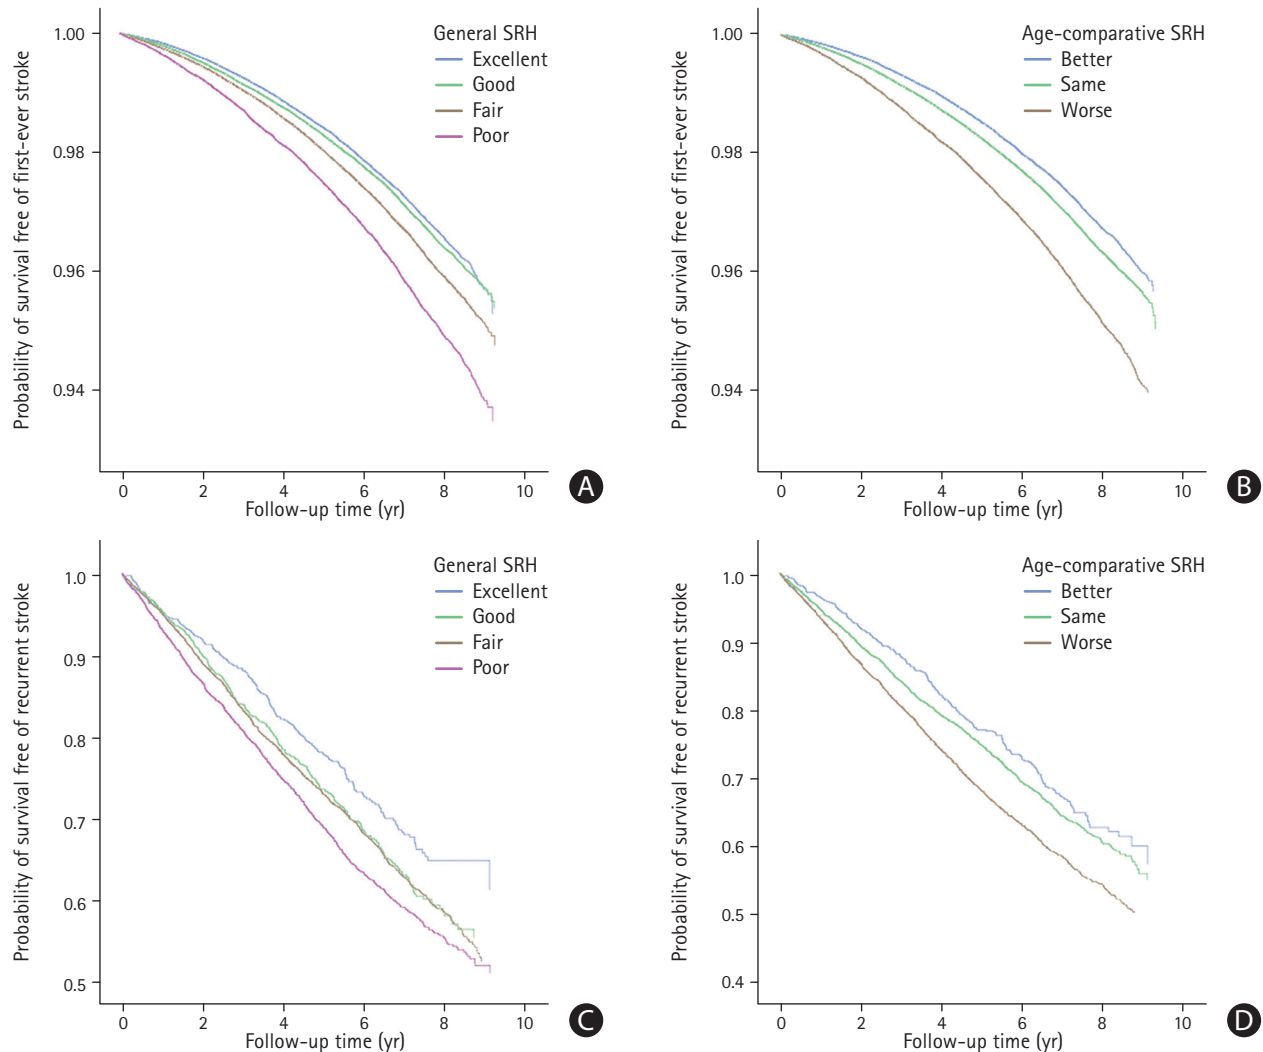 Probability of survival free of first-ever stroke
1.00
0.98
0.96
0.94
General SRH
Excellent
Good
Fair
Poor
0 2 4 6 8 10
Follow-up time (yr)
A
Probability of survival free of first-ever stroke
1.00
0.98
0.96
0.94
Age-comparative SRH
Better
Same
Worse
0 2 4 6 8 10
Follow-up time (yr)
B
Probability of survival free of recurrent stroke
1.0
0.9
0.8
0.7
0.6
0.5
General SRH
Excellent
Good
Fair
Poor
0 2 4 6 8 10
Follow-up time (yr)
C
Probability of survival free of recurrent stroke
1.0
0.9
0.8
0.7
0.6
0.5
0.4
Age-comparative SRH
Better
Same
Worse
0 2 4 6 8 10
Follow-up time (yr)
D